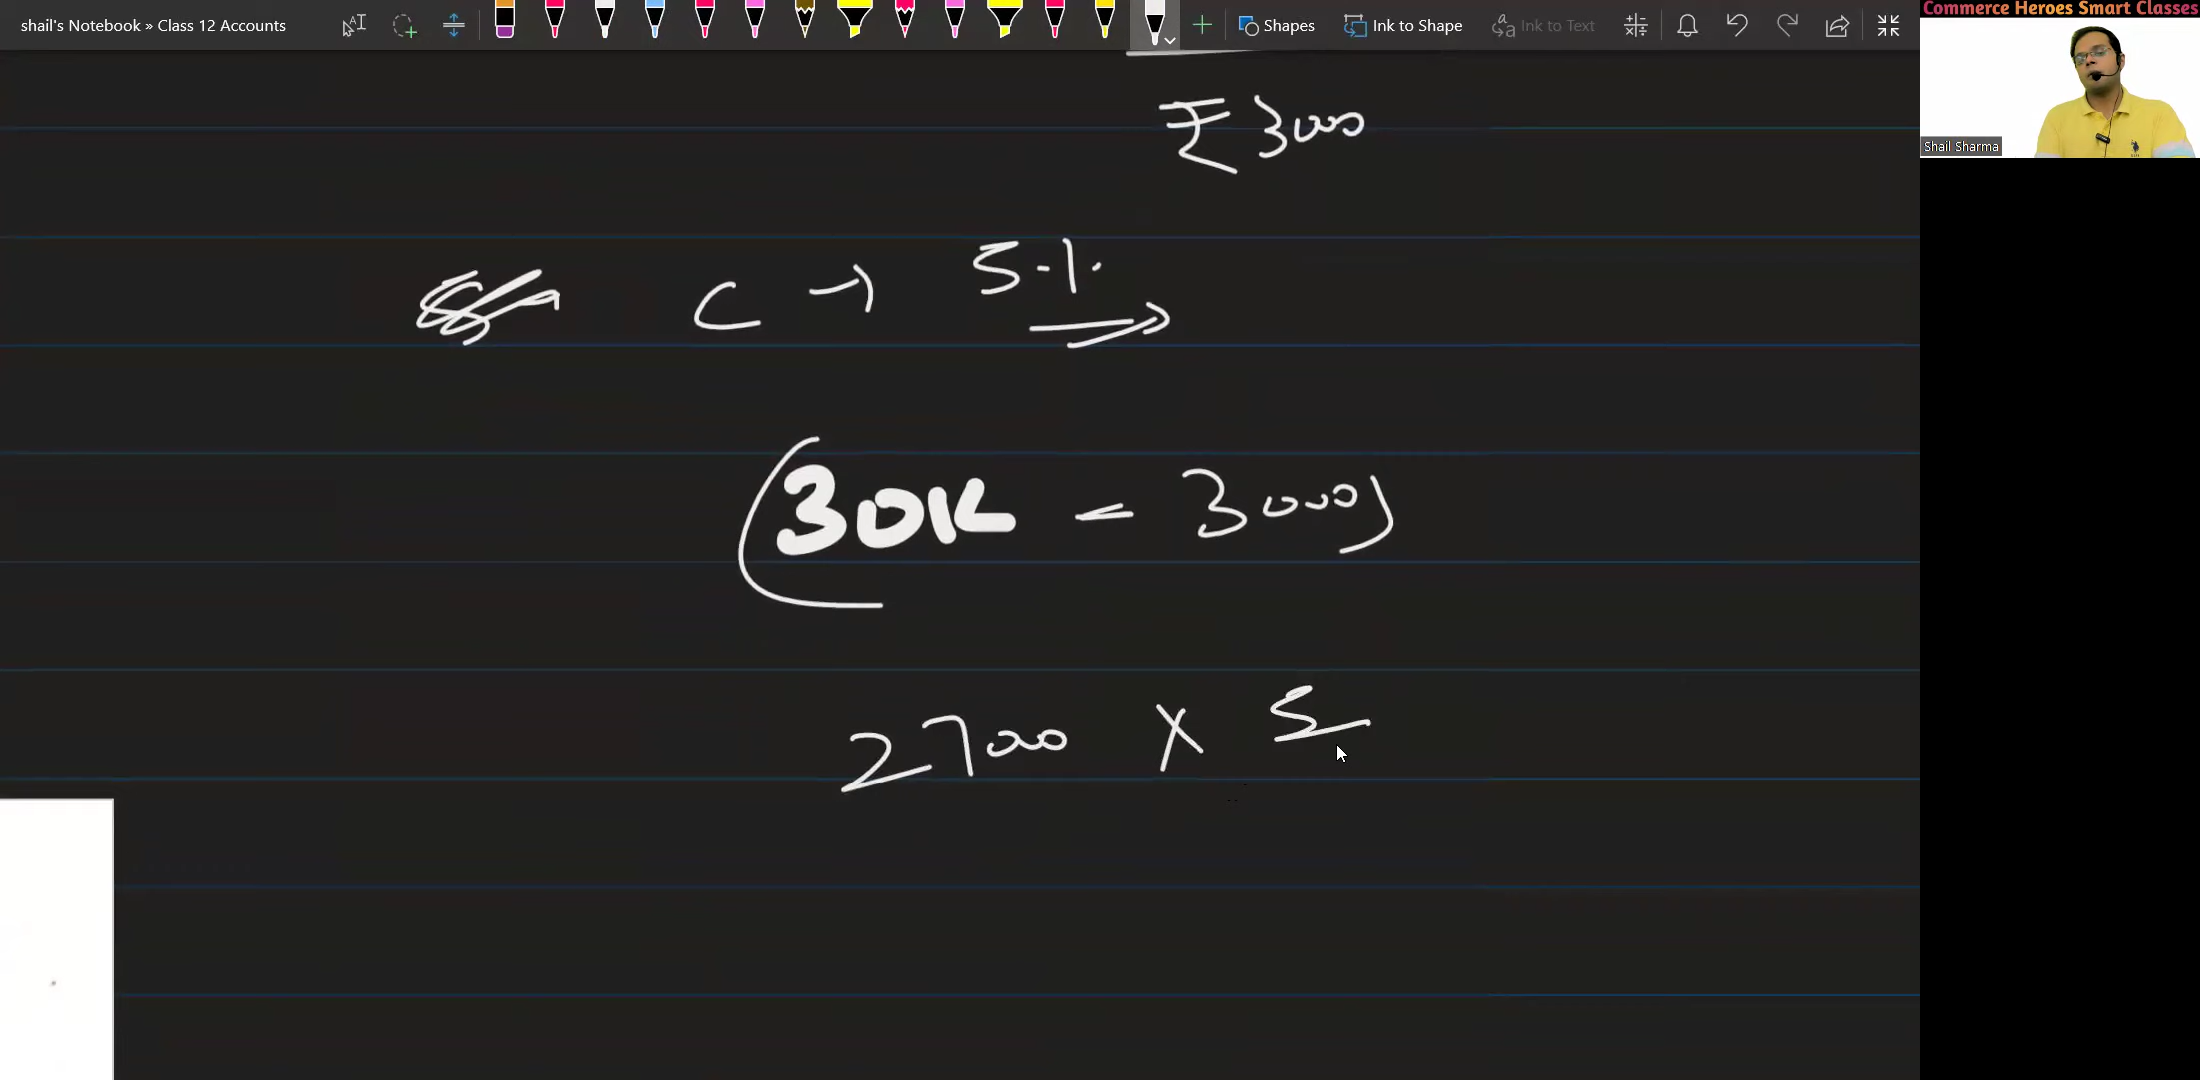 shail's Notebook » Class 12 Accounts
Shapes
Ink to Shape
Ink to Text
Commerce Heroes Smart Classes
Shail Sharma
₹ 3000
C → 5%
(30K - 3000)
2700 x 5